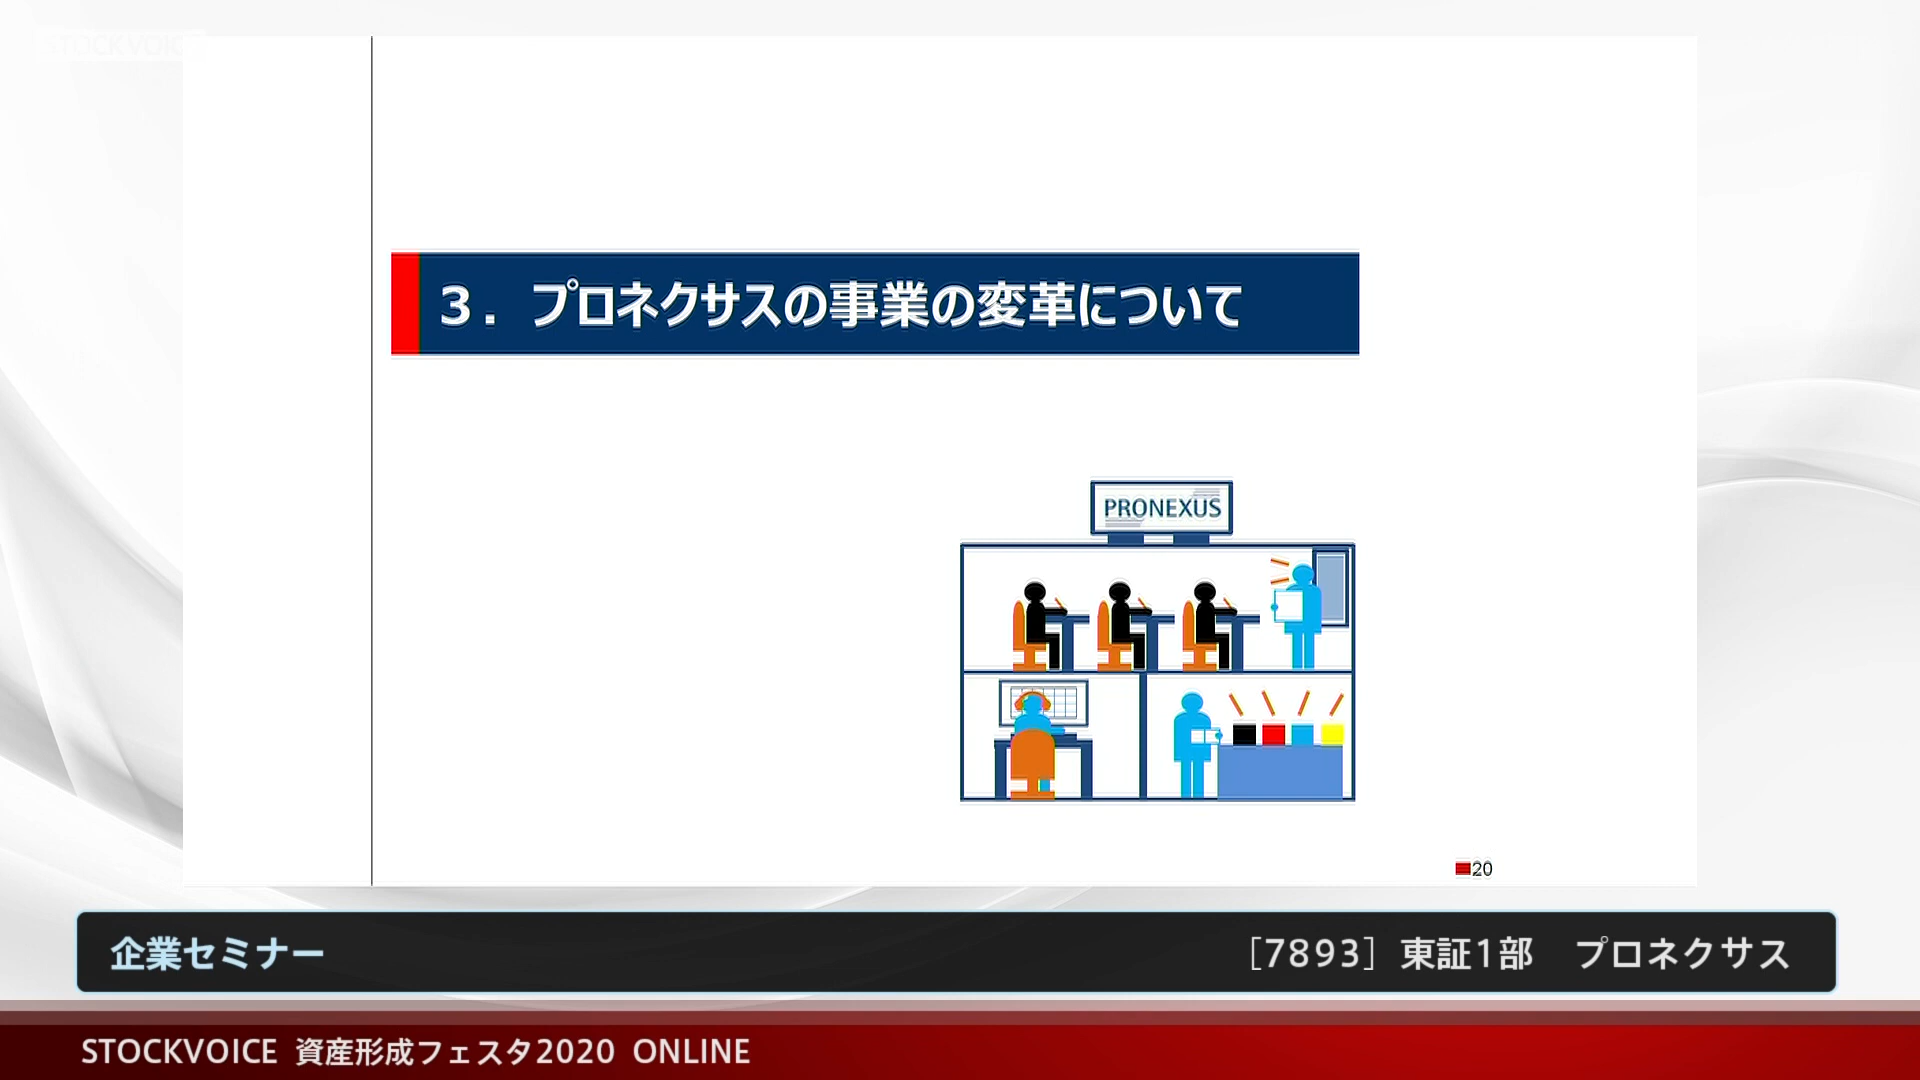 STOCKVOICE
3．プロネクサスの事業の変革について
PRONEXUS
20
企業セミナー
［7893］東証1部　プロネクサス
STOCKVOICE 資産形成フェスタ2020 ONLINE